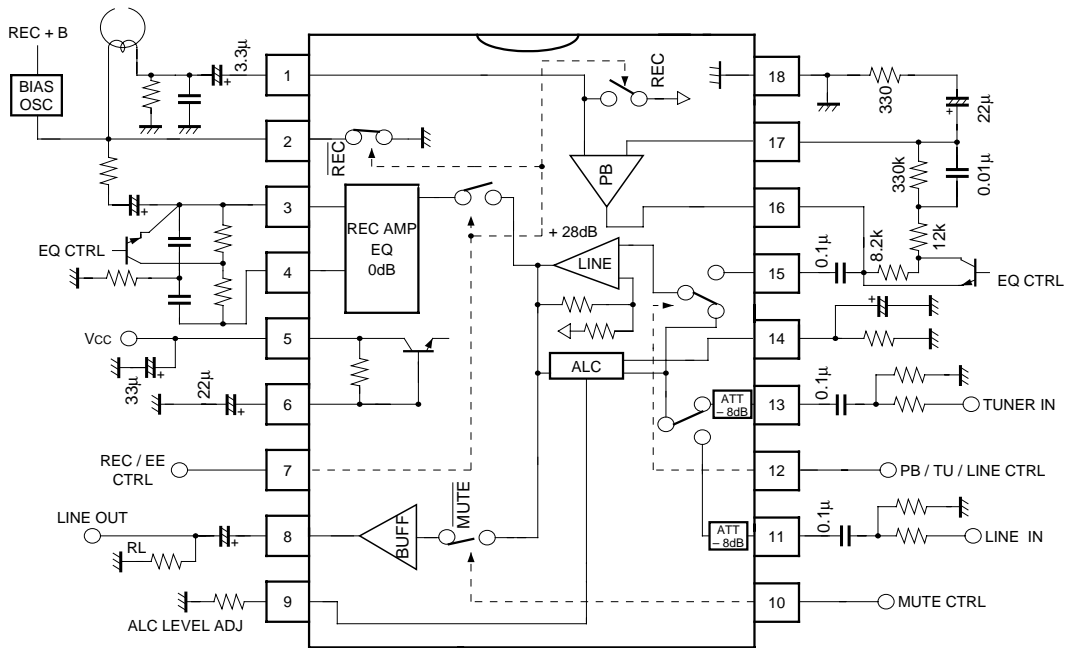 REC + B
BIAS
OSC
3.3μ
1
REC
18
330
22μ
2
REC
PB
17
330k
0.01μ
3
REC AMP
EQ
0dB
16
EQ CTRL
4
+ 28dB
LINE
0.1μ
8.2k
12k
15
EQ CTRL
VCC
5
ALC
14
33μ
22μ
6
ATT
– 8dB
13
0.1μ
TUNER IN
REC / EE
CTRL
7
12
PB / TU / LINE CTRL
LINE OUT
8
BUFF
MUTE
ATT
– 8dB
11
0.1μ
LINE IN
RL
9
10
MUTE CTRL
ALC LEVEL ADJ